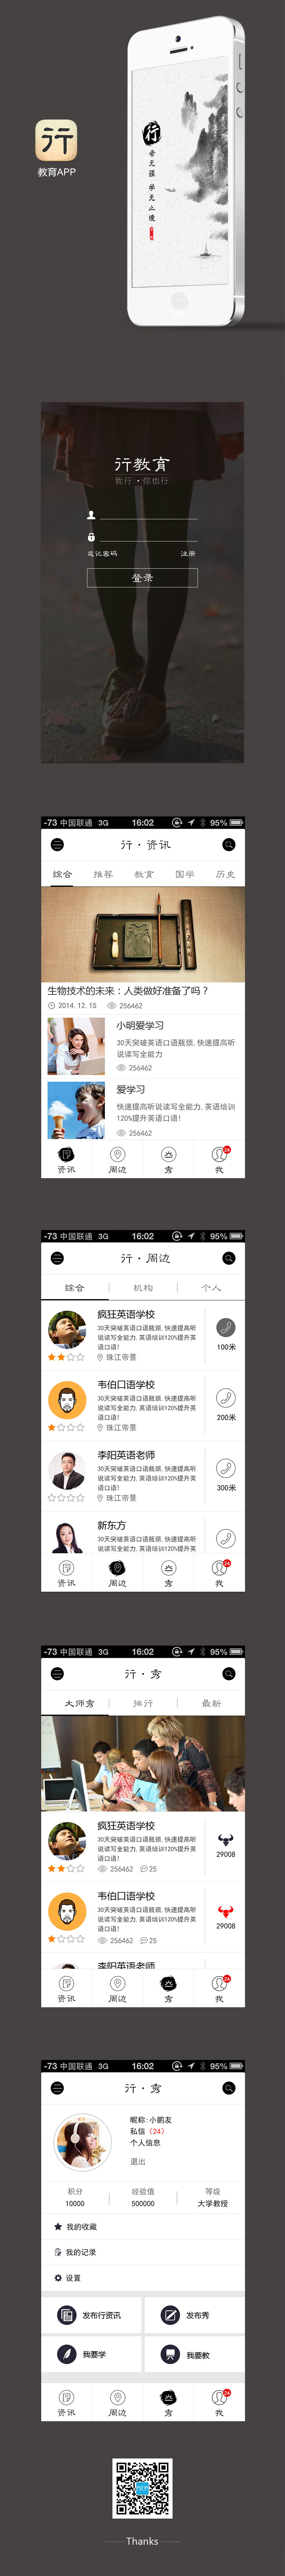 行
教育APP
行
者无疆
学无止境
行教育
我行·你也行
忘记密码
注册
登录
-73 中国联通 3G 16:02 95%
行·资讯
综合 推荐 教育 国学 历史
生物技术的未来：人类做好准备了吗？
2014. 12. 15 256462
小明爱学习
30天突破英语口语瓶颈, 快速提高听
说读写全能力
256462
爱学习
快速提高听说读写全能力, 英语培训
120%提升英语口语！
256462
24
资讯 周边 秀 我
-73 中国联通 3G 16:02 95%
行·周边
综合 机构 个人
疯狂英语学校
30天突破英语口语瓶颈, 快速提高听
说读写全能力, 英语培训120%提升英
语口语！
珠江帝景
100米
韦伯口语学校
30天突破英语口语瓶颈, 快速提高听
说读写全能力, 英语培训120%提升英
语口语！
珠江帝景
200米
李阳英语老师
30天突破英语口语瓶颈, 快速提高听
说读写全能力, 英语培训120%提升英
语口语！
珠江帝景
300米
新东方
30天突破英语口语瓶颈, 快速提高听
说读写全能力, 英语培训120%提升英
24
资讯 周边 秀 我
-73 中国联通 3G 16:02 95%
行·秀
大师秀 排行 最新
疯狂英语学校
30天突破英语口语瓶颈, 快速提高听
说读写全能力, 英语培训120%提升英
语口语！
256462 25
29008
韦伯口语学校
30天突破英语口语瓶颈, 快速提高听
说读写全能力, 英语培训120%提升英
语口语！
256462 25
29008
李阳英语老师
24
资讯 周边 秀 我
-73 中国联通 3G 16:02 95%
行·秀
昵称:小鹏友
私信（24）
个人信息
退出
积分 经验值 等级
10000 500000 大学教授
我的收藏
我的记录
设置
发布行资讯 发布秀
我要学 我要教
24
资讯 周边 秀 我
Thanks